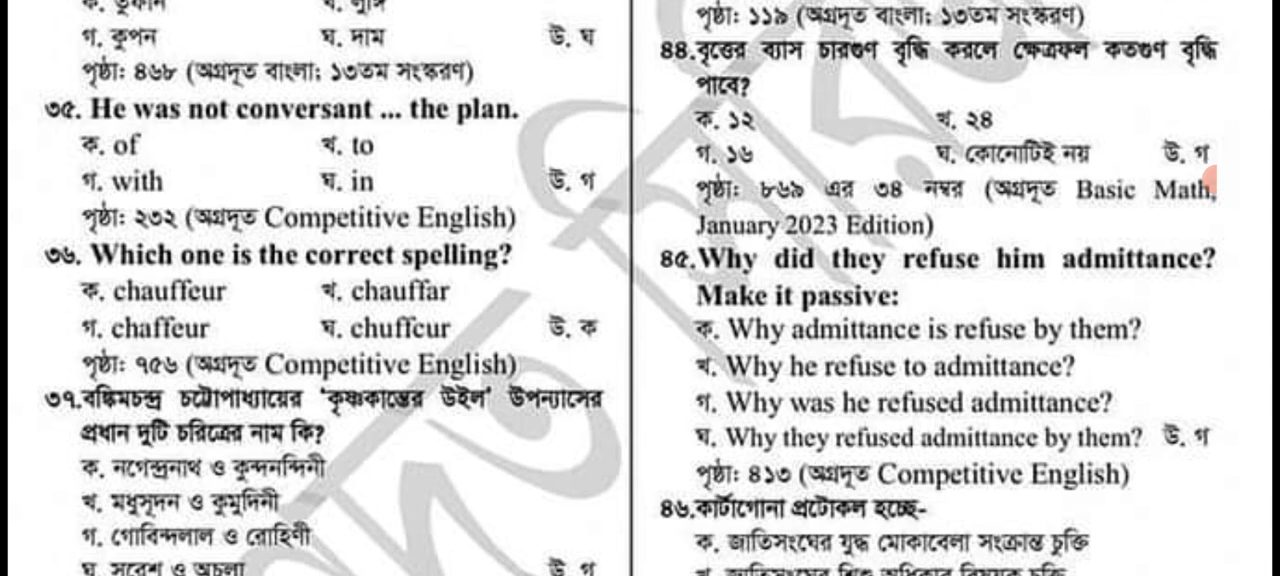 ক. তুফান খ. লুঙ্গি
গ. কুপন ঘ. দাম উ. ঘ
পৃষ্ঠা: ৪৬৮ (অগ্রদূত বাংলা; ১৩তম সংস্করণ)
৩৫. He was not conversant ... the plan.
ক. of খ. to
গ. with ঘ. in উ. গ
পৃষ্ঠা: ২৩২ (অগ্রদূত Competitive English)
৩৬. Which one is the correct spelling?
ক. chauffeur খ. chauffar
গ. chaffeur ঘ. chuffcur উ. ক
পৃষ্ঠা: ৭৫৬ (অগ্রদূত Competitive English)
৩৭.বঙ্কিমচন্দ্র চট্টোপাধ্যায়ের 'কৃষ্ণকান্তের উইল' উপন্যাসের
প্রধান দুটি চরিত্রের নাম কি?
ক. নগেন্দ্রনাথ ও কুন্দনন্দিনী
খ. মধুসূদন ও কুমুদিনী
গ. গোবিন্দলাল ও রোহিণী
ঘ. সুরেশ ও অচলা উ. গ
পৃষ্ঠা: ১১৯ (অগ্রদূত বাংলা; ১৩তম সংস্করণ)
৪৪.বৃত্তের ব্যাস চারগুণ বৃদ্ধি করলে ক্ষেত্রফল কতগুণ বৃদ্ধি
পাবে?
ক. ১২ খ. ২৪
গ. ১৬ ঘ. কোনোটিই নয় উ. গ
পৃষ্ঠা: ৮৬৯ এর ৩৪ নম্বর (অগ্রদূত Basic Math,
January 2023 Edition)
৪৫.Why did they refuse him admittance?
Make it passive:
ক. Why admittance is refuse by them?
খ. Why he refuse to admittance?
গ. Why was he refused admittance?
ঘ. Why they refused admittance by them? উ. গ
পৃষ্ঠা: ৪১৩ (অগ্রদূত Competitive English)
৪৬.কার্টাগোনা প্রটোকল হচ্ছে-
ক. জাতিসংঘের যুদ্ধ মোকাবেলা সংক্রান্ত চুক্তি
খ. জাতিসংঘের শিশু অধিকার বিষয়ক চুক্তি